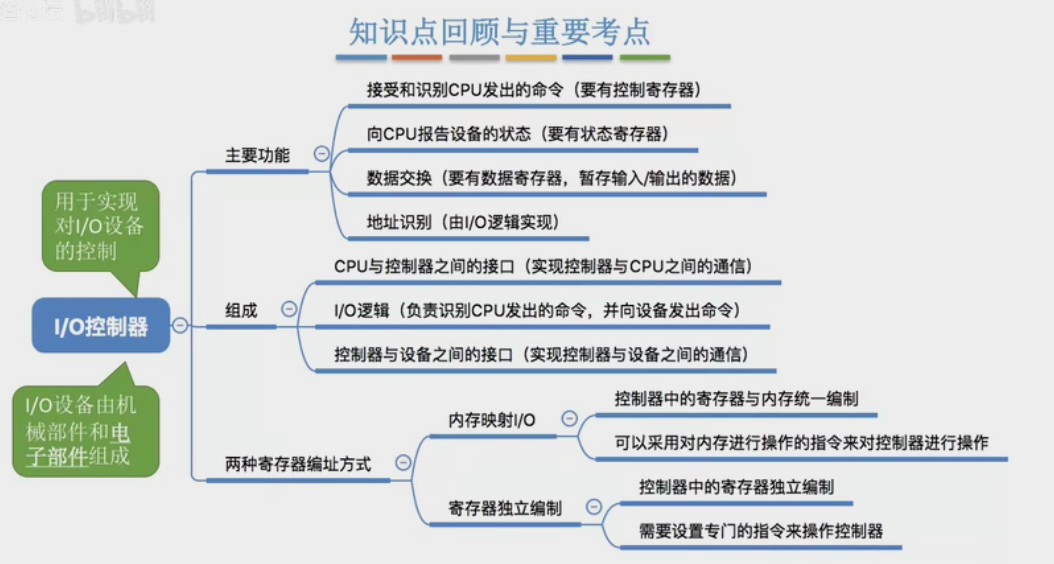 bilibili
知识点回顾与重要考点
用于实现
对I/O设备
的控制
I/O控制器
I/O设备由机
械部件和电
子部件组成
主要功能
接受和识别CPU发出的命令（要有控制寄存器）
向CPU报告设备的状态（要有状态寄存器）
数据交换（要有数据寄存器，暂存输入/输出的数据）
地址识别（由I/O逻辑实现）
组成
CPU与控制器之间的接口（实现控制器与CPU之间的通信）
I/O逻辑（负责识别CPU发出的命令，并向设备发出命令）
控制器与设备之间的接口（实现控制器与设备之间的通信）
两种寄存器编址方式
内存映射I/O
控制器中的寄存器与内存统一编制
可以采用对内存进行操作的指令来对控制器进行操作
寄存器独立编制
控制器中的寄存器独立编制
需要设置专门的指令来操作控制器